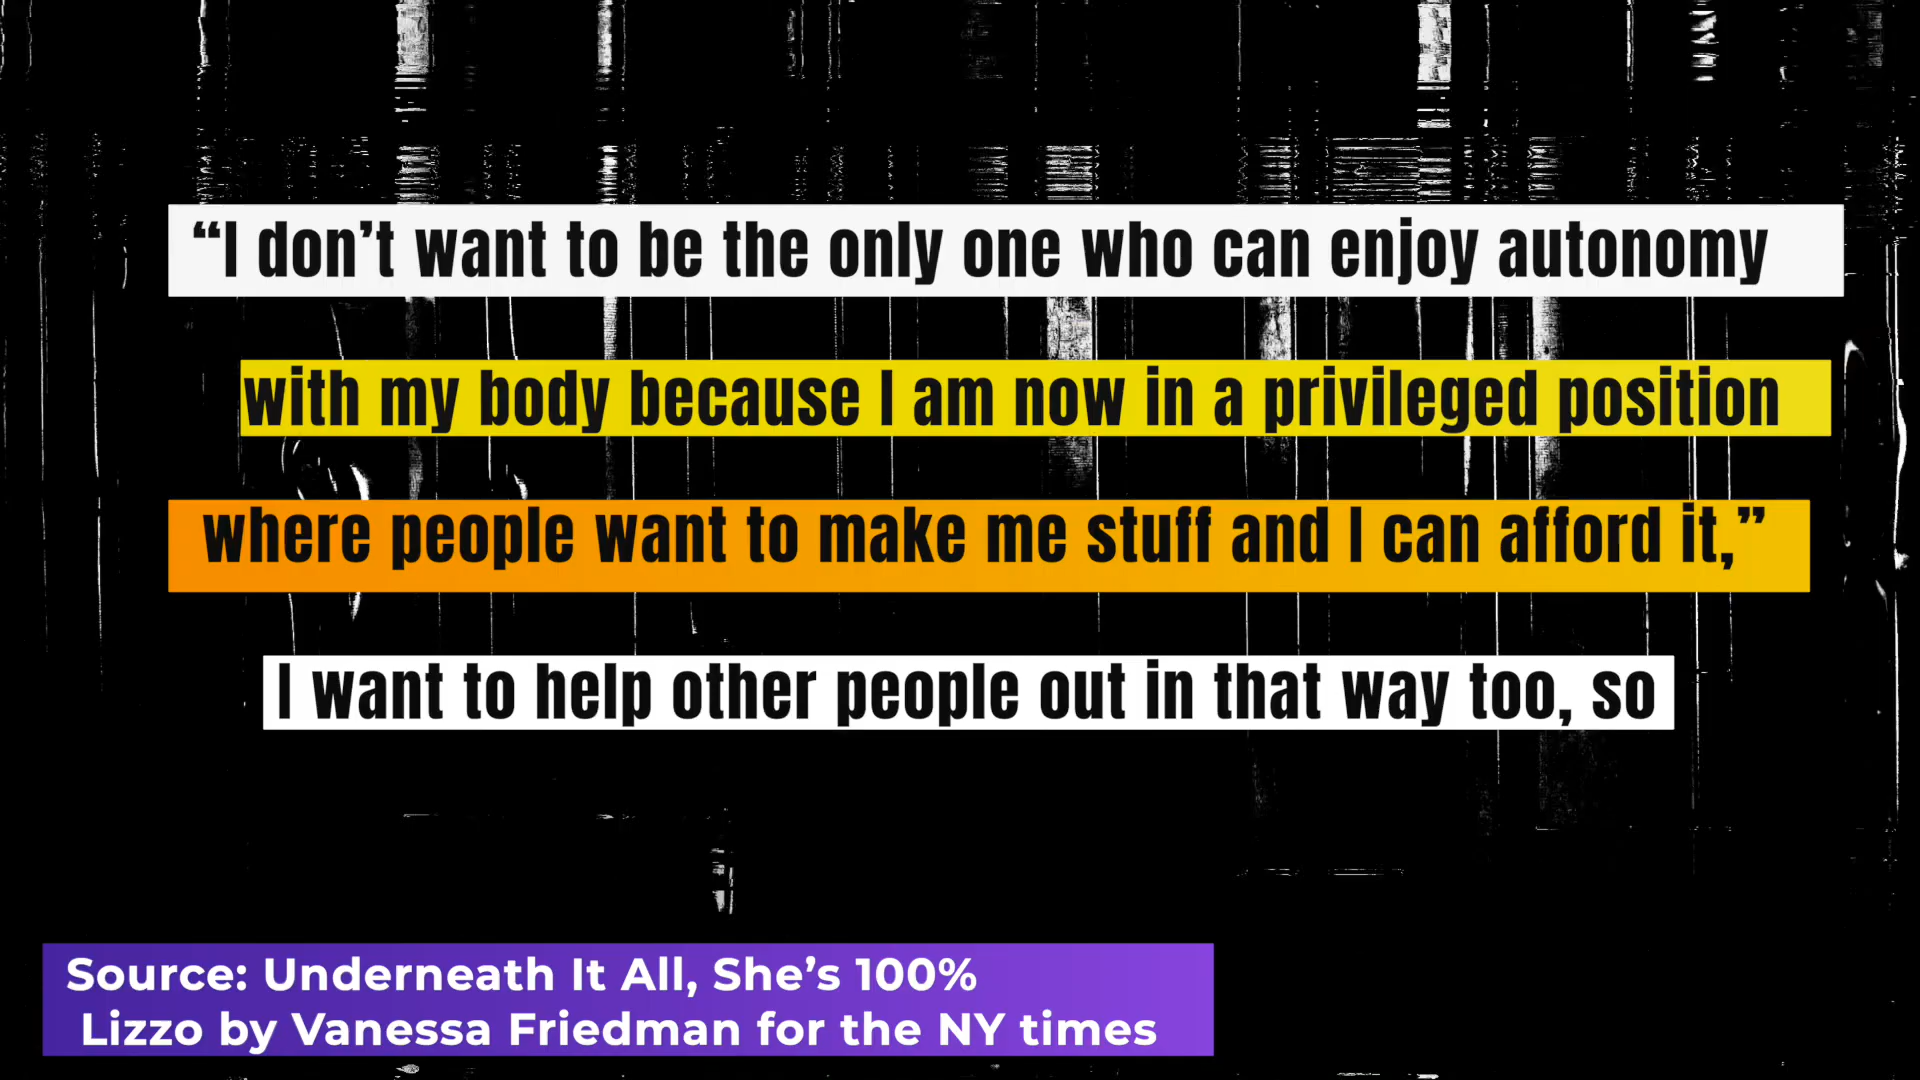 “I don’t want to be the only one who can enjoy autonomy
with my body because I am now in a privileged position
where people want to make me stuff and I can afford it,”
I want to help other people out in that way too, so
Source: Underneath It All, She’s 100%
Lizzo by Vanessa Friedman for the NY times